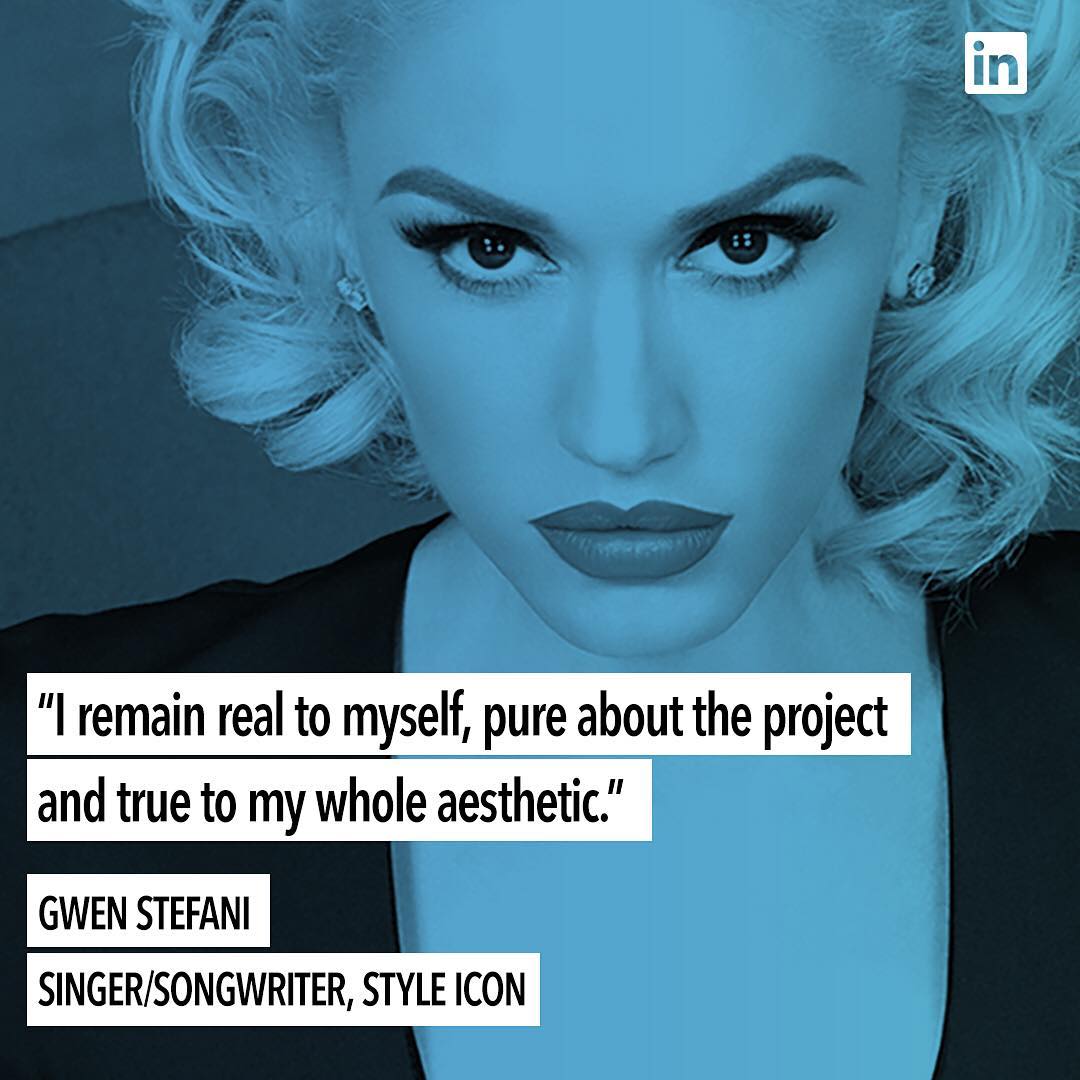 in
“I remain real to myself, pure about the project
and true to my whole aesthetic.”
GWEN STEFANI
SINGER/SONGWRITER, STYLE ICON